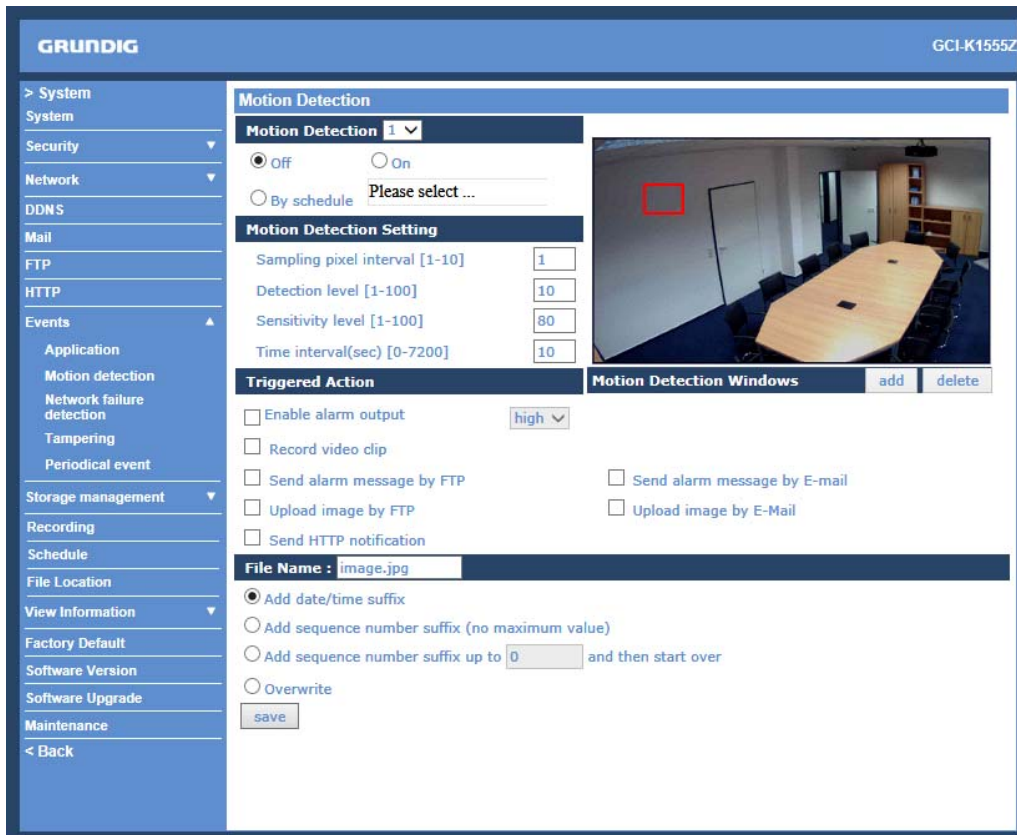 GRUNDIG
GCI-K1555Z
> System
System
Security
Network
DDNS
Mail
FTP
HTTP
Events
Application
Motion detection
Network failure
detection
Tampering
Periodical event
Storage management
Recording
Schedule
File Location
View Information
Factory Default
Software Version
Software Upgrade
Maintenance
< Back
Motion Detection
Motion Detection 1
Off On
By schedule Please select ...
Motion Detection Setting
Sampling pixel interval [1-10] 1
Detection level [1-100] 10
Sensitivity level [1-100] 80
Time interval(sec) [0-7200] 10
Motion Detection Windows add delete
Triggered Action
Enable alarm output high
Record video clip
Send alarm message by FTP Send alarm message by E-mail
Upload image by FTP Upload image by E-Mail
Send HTTP notification
File Name : image.jpg
Add date/time suffix
Add sequence number suffix (no maximum value)
Add sequence number suffix up to 0 and then start over
Overwrite
save